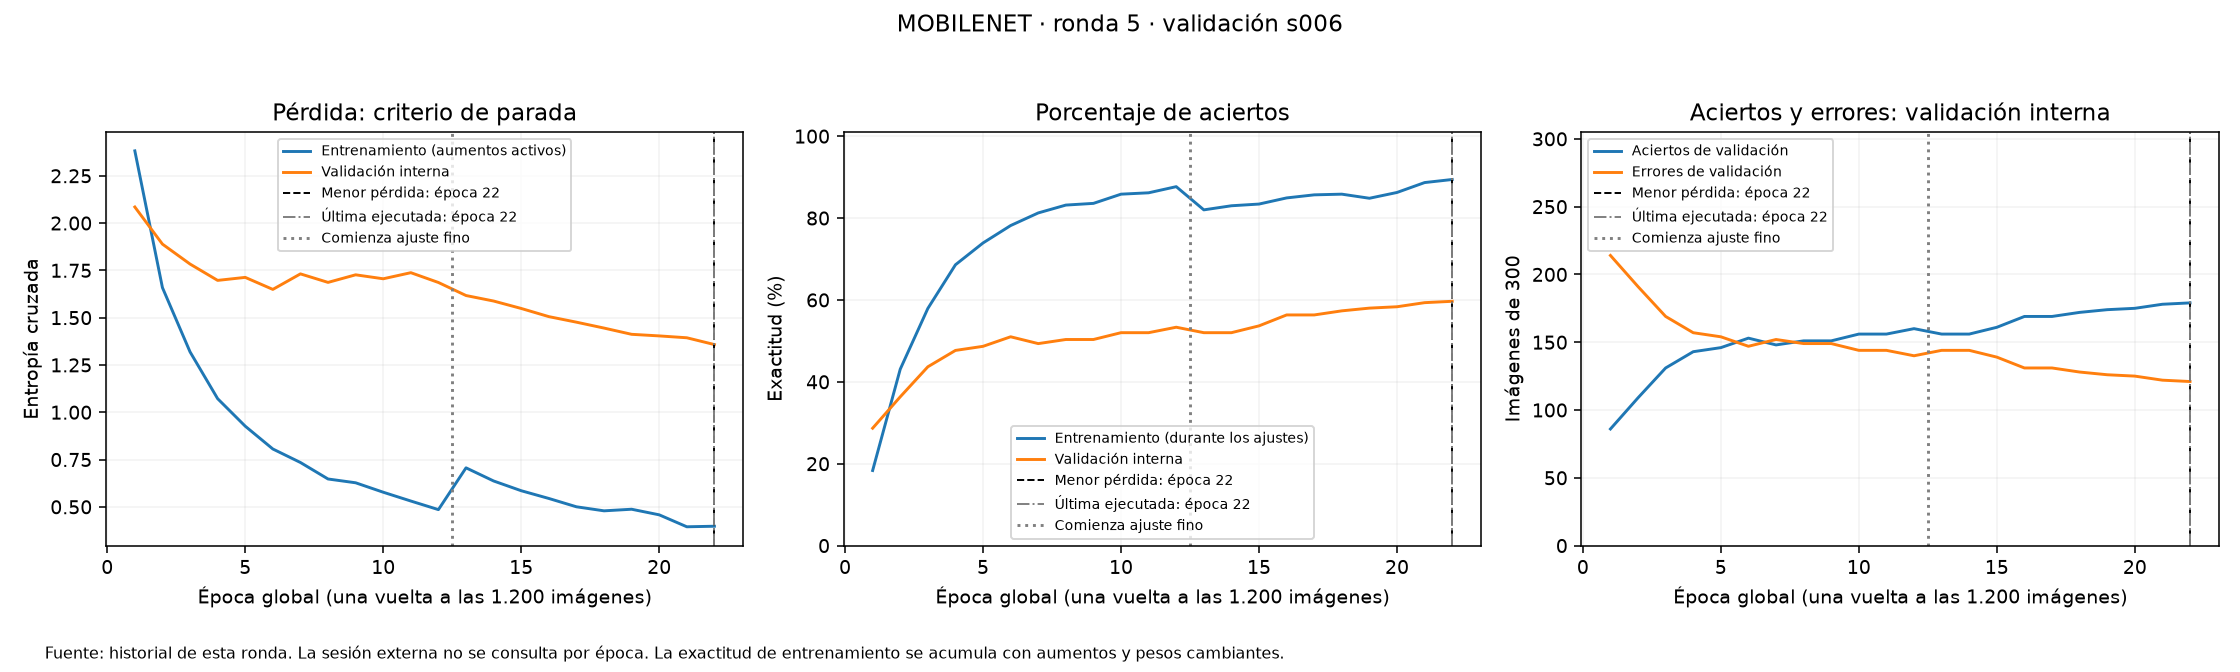 MOBILENET · ronda 5 · validación s006
Pérdida: criterio de parada
Entropía cruzada
2.25
2.00
1.75
1.50
1.25
1.00
0.75
0.50
Entrenamiento (aumentos activos)
Validación interna
Menor pérdida: época 22
Última ejecutada: época 22
Comienza ajuste fino
0
5
10
15
20
Época global (una vuelta a las 1.200 imágenes)
Porcentaje de aciertos
Exactitud (%)
100
80
60
40
20
0
Entrenamiento (durante los ajustes)
Validación interna
Menor pérdida: época 22
Última ejecutada: época 22
Comienza ajuste fino
0
5
10
15
20
Época global (una vuelta a las 1.200 imágenes)
Aciertos y errores: validación interna
Imágenes de 300
300
250
200
150
100
50
0
Aciertos de validación
Errores de validación
Menor pérdida: época 22
Última ejecutada: época 22
Comienza ajuste fino
0
5
10
15
20
Época global (una vuelta a las 1.200 imágenes)
Fuente: historial de esta ronda. La sesión externa no se consulta por época. La exactitud de entrenamiento se acumula con aumentos y pesos cambiantes.